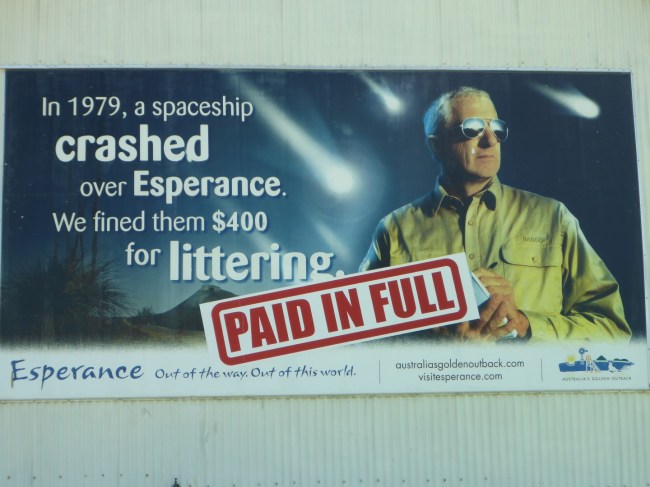 In 1979, a spaceship
crashed
over Esperance.
We fined them $400
for littering.
PAID IN FULL
Esperance Out of the way. Out of this world.
australiasgoldenoutback.com
visitesperance.com
AUSTRALIA'S GOLDEN OUTBACK